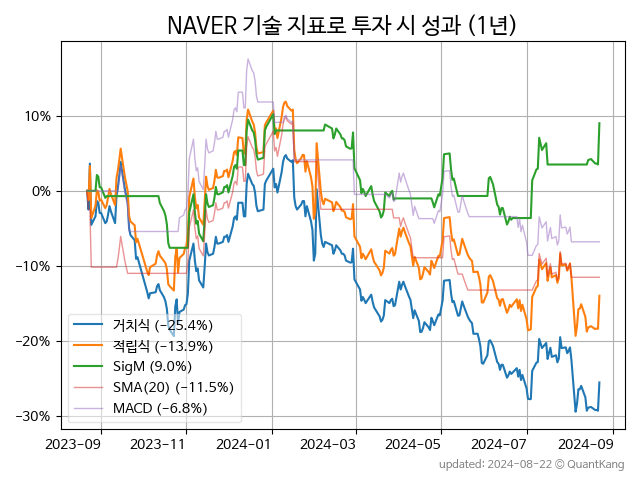 NAVER 기술 지표로 투자 시 성과 (1년)
10%
0%
−10%
−20%
−30%
거치식 (−25.4%)
적립식 (−13.9%)
SigM (9.0%)
SMA(20) (−11.5%)
MACD (−6.8%)
2023−09 2023−11 2024−01 2024−03 2024−05 2024−07 2024−09
updated: 2024-08-22 © QuantKang